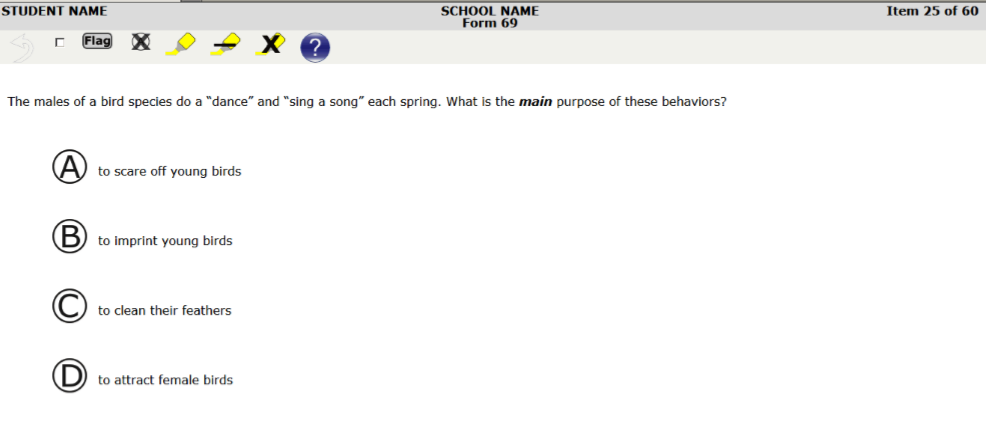 STUDENT NAME SCHOOL NAME Item 25 of 60
Form 69
Flag X X ?
The males of a bird species do a “dance” and “sing a song” each spring. What is the main purpose of these behaviors?
A to scare off young birds
B to imprint young birds
C to clean their feathers
D to attract female birds